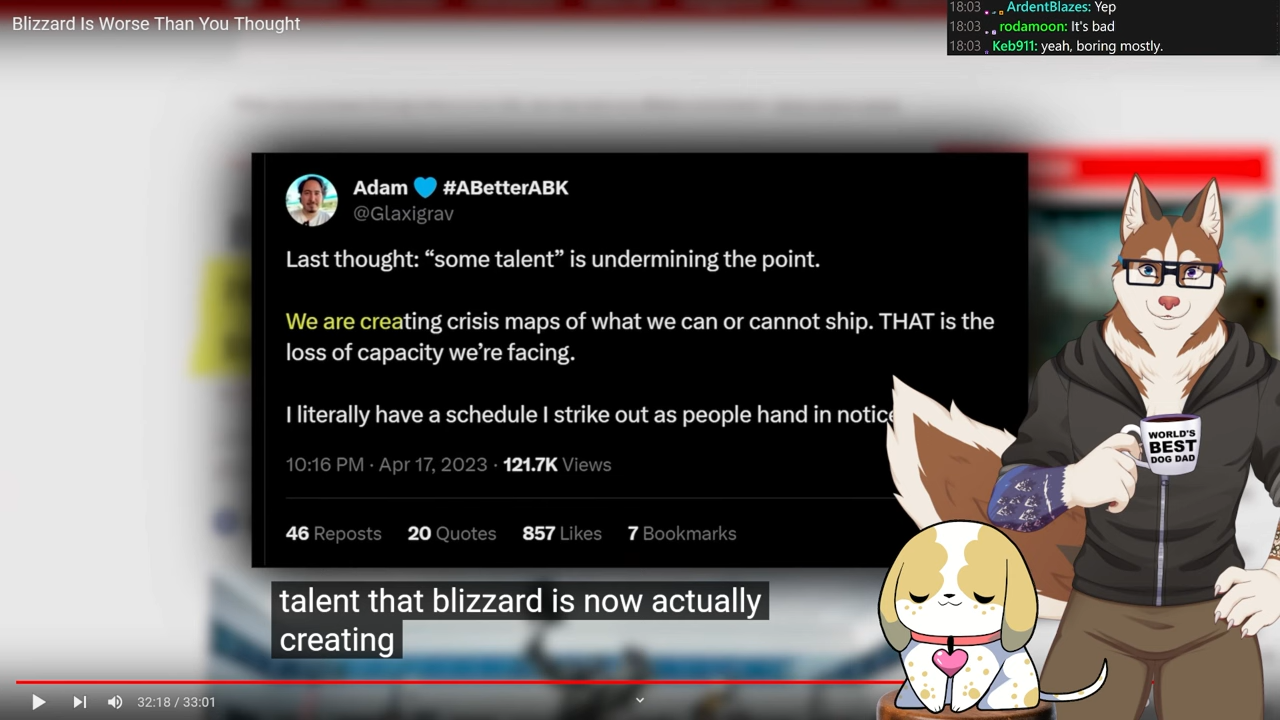 Blizzard Is Worse Than You Thought
18:03 ArdentBlazes: Yep
18:03 rodamoon: It's bad
18:03 Keb911: yeah, boring mostly.
Adam 💙 #ABetterABK
@Glaxigrav
Last thought: “some talent” is undermining the point.
We are creating crisis maps of what we can or cannot ship. THAT is the
loss of capacity we’re facing.
I literally have a schedule I strike out as people hand in notice
10:16 PM · Apr 17, 2023 · 121.7K Views
46 Reposts 20 Quotes 857 Likes 7 Bookmarks
WORLD'S
BEST
DOG DAD
talent that blizzard is now actually
creating
32:18 / 33:01